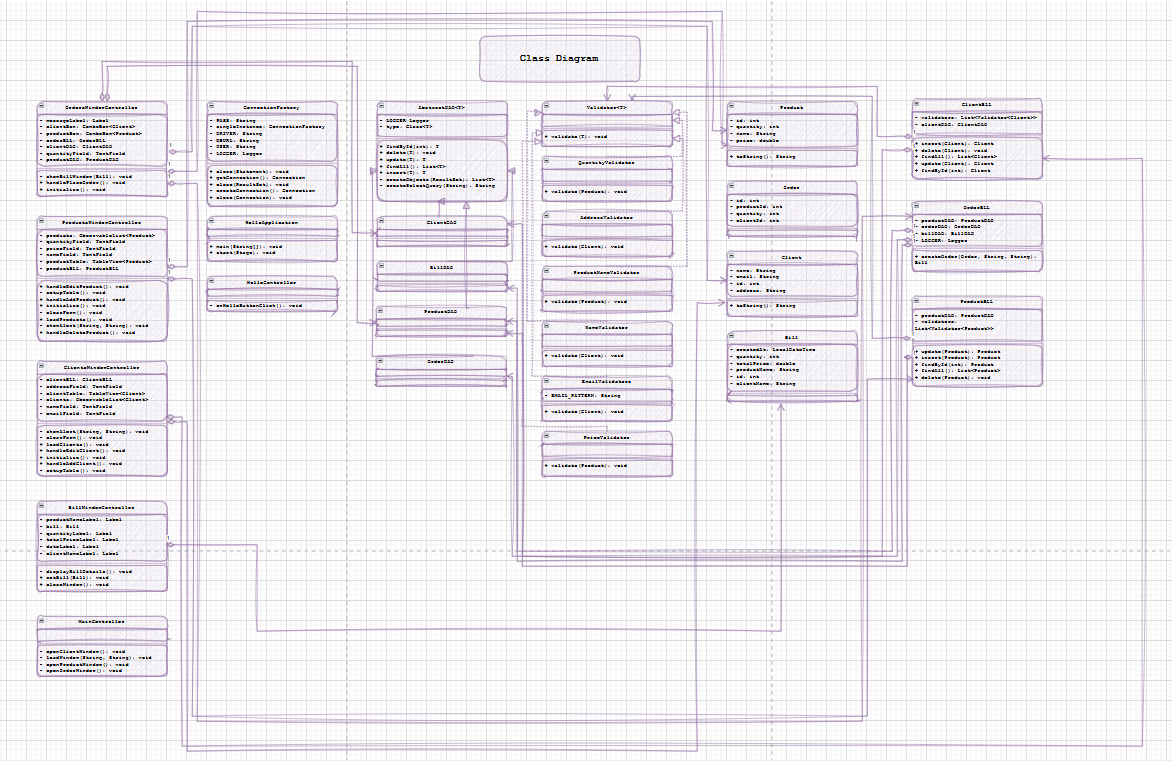 Class Diagram
OrdersWindowController
- messageLabel: Label
- clientBox: ComboBox<Client>
- productBox: ComboBox<Product>
- orderBLL: OrderBLL
- clientDAO: ClientDAO
- quantityField: TextField
- productDAO: ProductDAO
- showBillWindow(Bill): void
+ handlePlaceOrder(): void
+ initialize(): void
ProductsWindowController
- products: ObservableList<Product>
- quantityField: TextField
- priceField: TextField
- nameField: TextField
- productTable: TableView<Product>
- productBLL: ProductBLL
+ handleEditProduct(): void
- setupTable(): void
+ handleAddProduct(): void
+ initialize(): void
- clearForm(): void
- loadProducts(): void
- showAlert(String, String): void
+ handleDeleteProduct(): void
ClientsWindowController
- clientBLL: ClientBLL
- addressField: TextField
- clientTable: TableView<Client>
- clients: ObservableList<Client>
- nameField: TextField
- emailField: TextField
- showAlert(String, String): void
- clearForm(): void
+ loadClients(): void
+ handleEditClient(): void
+ initialize(): void
+ handleAddClient(): void
- setupTable(): void
BillWindowController
- productNameLabel: Label
- bill: Bill
- quantityLabel: Label
- totalPriceLabel: Label
- dateLabel: Label
- clientNameLabel: Label
- displayBillDetails(): void
+ setBill(Bill): void
+ closeWindow(): void
MainController
- openClientWindow(): void
- loadWindow(String, String): void
- openProductWindow(): void
- openOrderWindow(): void
ConnectionFactory
- PASS: String
- singleInstance: ConnectionFactory
- DRIVER: String
- DBURL: String
- USER: String
- LOGGER: Logger
+ close(Statement): void
+ getConnection(): Connection
+ close(ResultSet): void
- createConnection(): Connection
+ close(Connection): void
HelloApplication
+ main(String[]): void
+ start(Stage): void
HelloController
- onHelloButtonClick(): void
AbstractDAO<T>
- LOGGER Logger
- type: Class<T>
+ findById(int): T
+ delete(T): void
+ update(T): T
+ findAll(): List<T>
+ insert(T): T
- createObjects(ResultSet): List<T>
- createSelectQuery(String): String
ClientDAO
BillDAO
ProductDAO
OrderDAO
Validator<T>
+ validate(T): void
QuantityValidator
+ validate(Product): void
AddressValidator
+ validate(Client): void
ProductNameValidator
+ validate(Product): void
NameValidator
+ validate(Client): void
EmailValidators
- EMAIL_PATTERN: String
+ validate(Client): void
PriceValidator
+ validate(Product): void
Product
- id: int
- quantity: int
- name: String
- price: double
+ toString(): String
Order
- id: int
- productId: int
- quantity: int
- clientId: int
Client
- name: String
- email: String
- id: int
- address: String
+ toString(): String
Bill
- createdAt: LocalDateTime
- quantity: int
- totalPrice: double
- productName: String
- id: int
- clientName: String
ClientBLL
- validators: List<Validator<Client>>
- clientDAO: ClientDAO
+ insert(Client): Client
+ delete(Client): void
+ findAll(): List<Client>
+ update(Client): Client
+ findById(int): Client
OrderBLL
- productDAO: ProductDAO
- orderDAO: OrderDAO
- billDAO: BillDAO
- LOGGER: Logger
+ createOrder(Order, String, String):
Bill
ProductBLL
- productDAO: ProductDAO
- validators:
List<Validator<Product>>
+ update(Product): Product
+ insert(Product): Product
+ findById(int): Product
+ findAll(): List<Product>
+ delete(Product): void